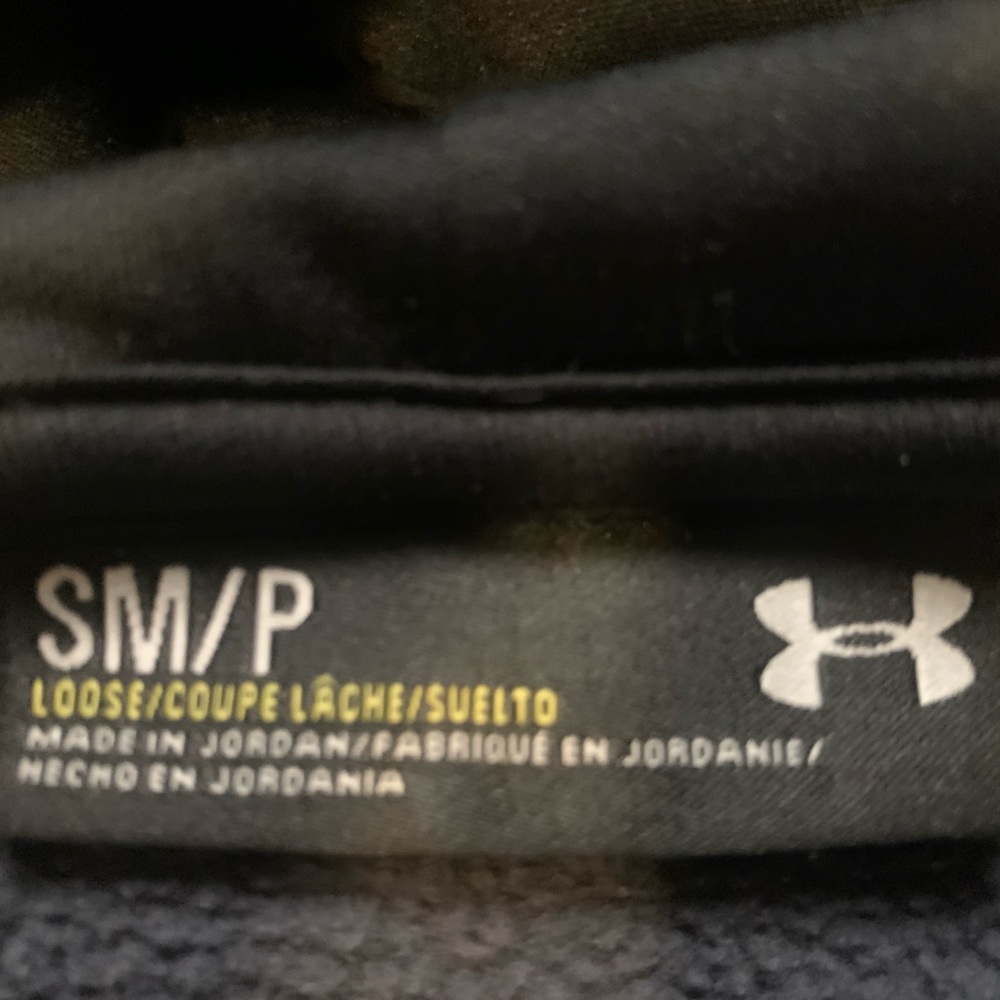 SM/P
LOOSE/COUPE LÂCHE/SUELTO
MADE IN JORDAN/FABRIQUÉ EN JORDANIE/
HECHO EN JORDANIA